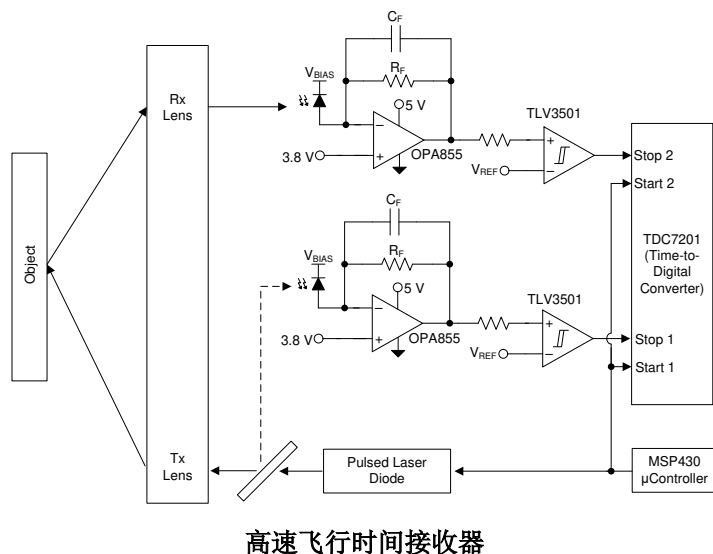 C_F
R_F
V_BIAS
5 V
3.8 V
OPA855
TLV3501
V_REF
Rx
Lens
Stop 2
Start 2
TDC7201
(Time-to-
Digital
Converter)
Object
C_F
R_F
V_BIAS
5 V
3.8 V
OPA855
TLV3501
V_REF
Stop 1
Start 1
Tx
Lens
Pulsed Laser
Diode
MSP430
µController
高速飞行时间接收器